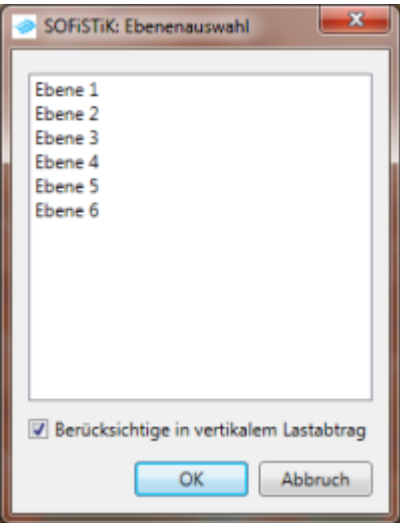 SOFiSTiK: Ebenenauswahl
Ebene 1
Ebene 2
Ebene 3
Ebene 4
Ebene 5
Ebene 6
Berücksichtige in vertikalem Lastabtrag
OK Abbruch